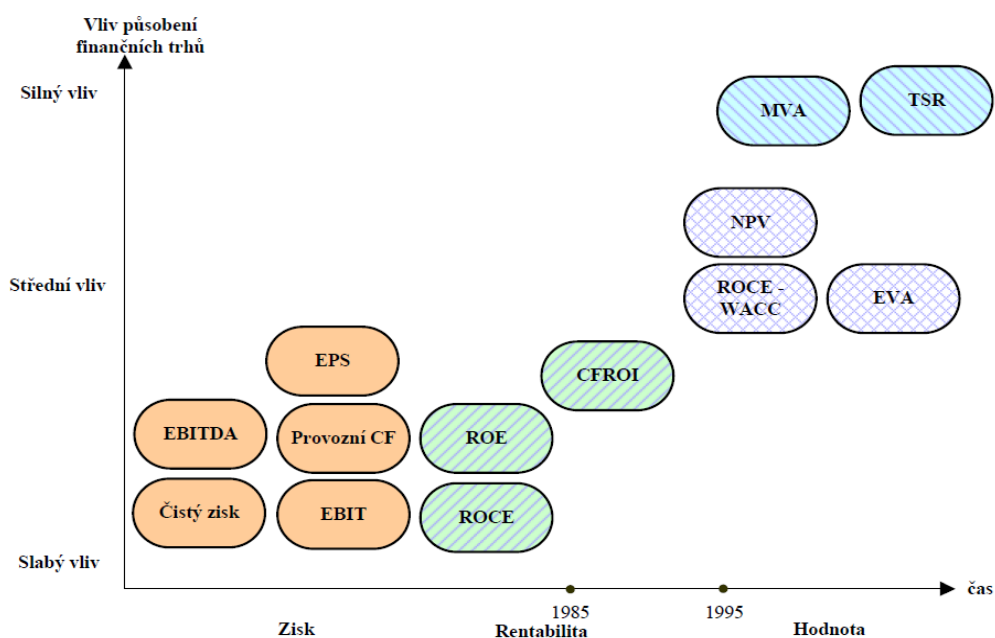 Vliv působení
finančních trhů
Silný vliv
MVA
TSR
NPV
Střední vliv
ROCE -
WACC
EVA
EPS
CFROI
EBITDA
Provozní CF
ROE
Čistý zisk
EBIT
ROCE
Slabý vliv
čas
1985
1995
Zisk
Rentabilita
Hodnota